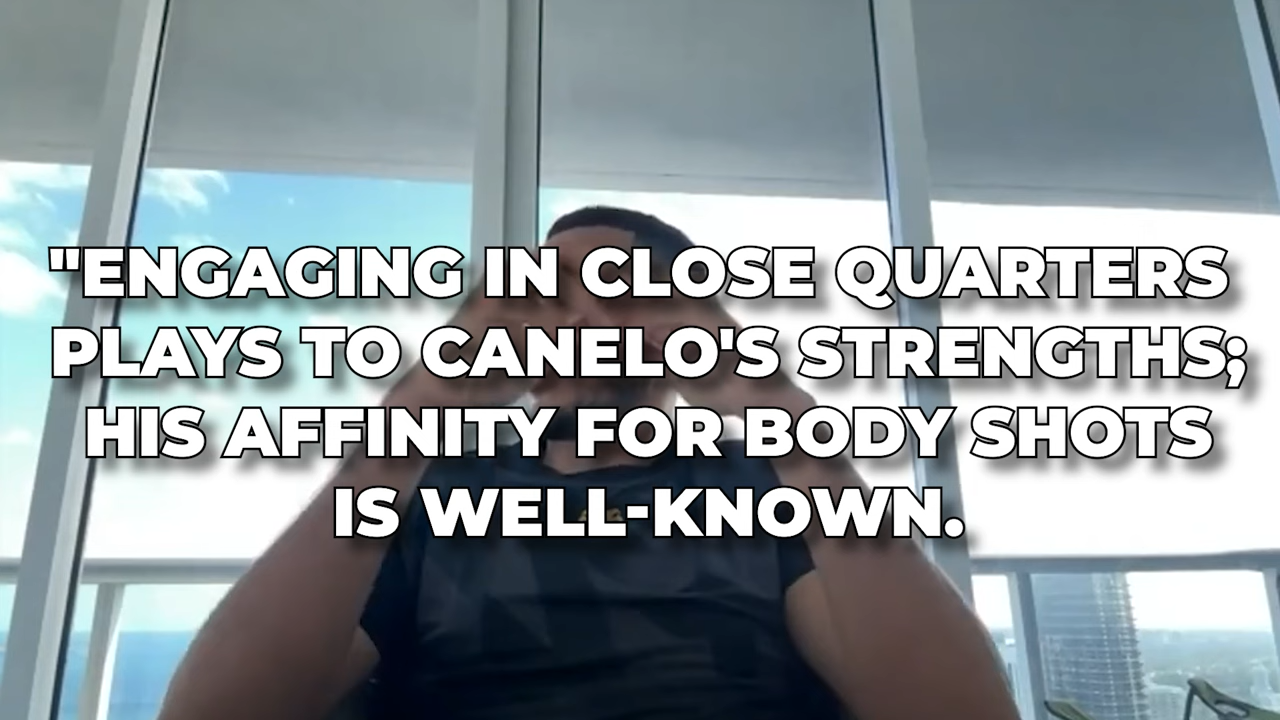 "ENGAGING IN CLOSE QUARTERS
PLAYS TO CANELO'S STRENGTHS;
HIS AFFINITY FOR BODY SHOTS
IS WELL-KNOWN.